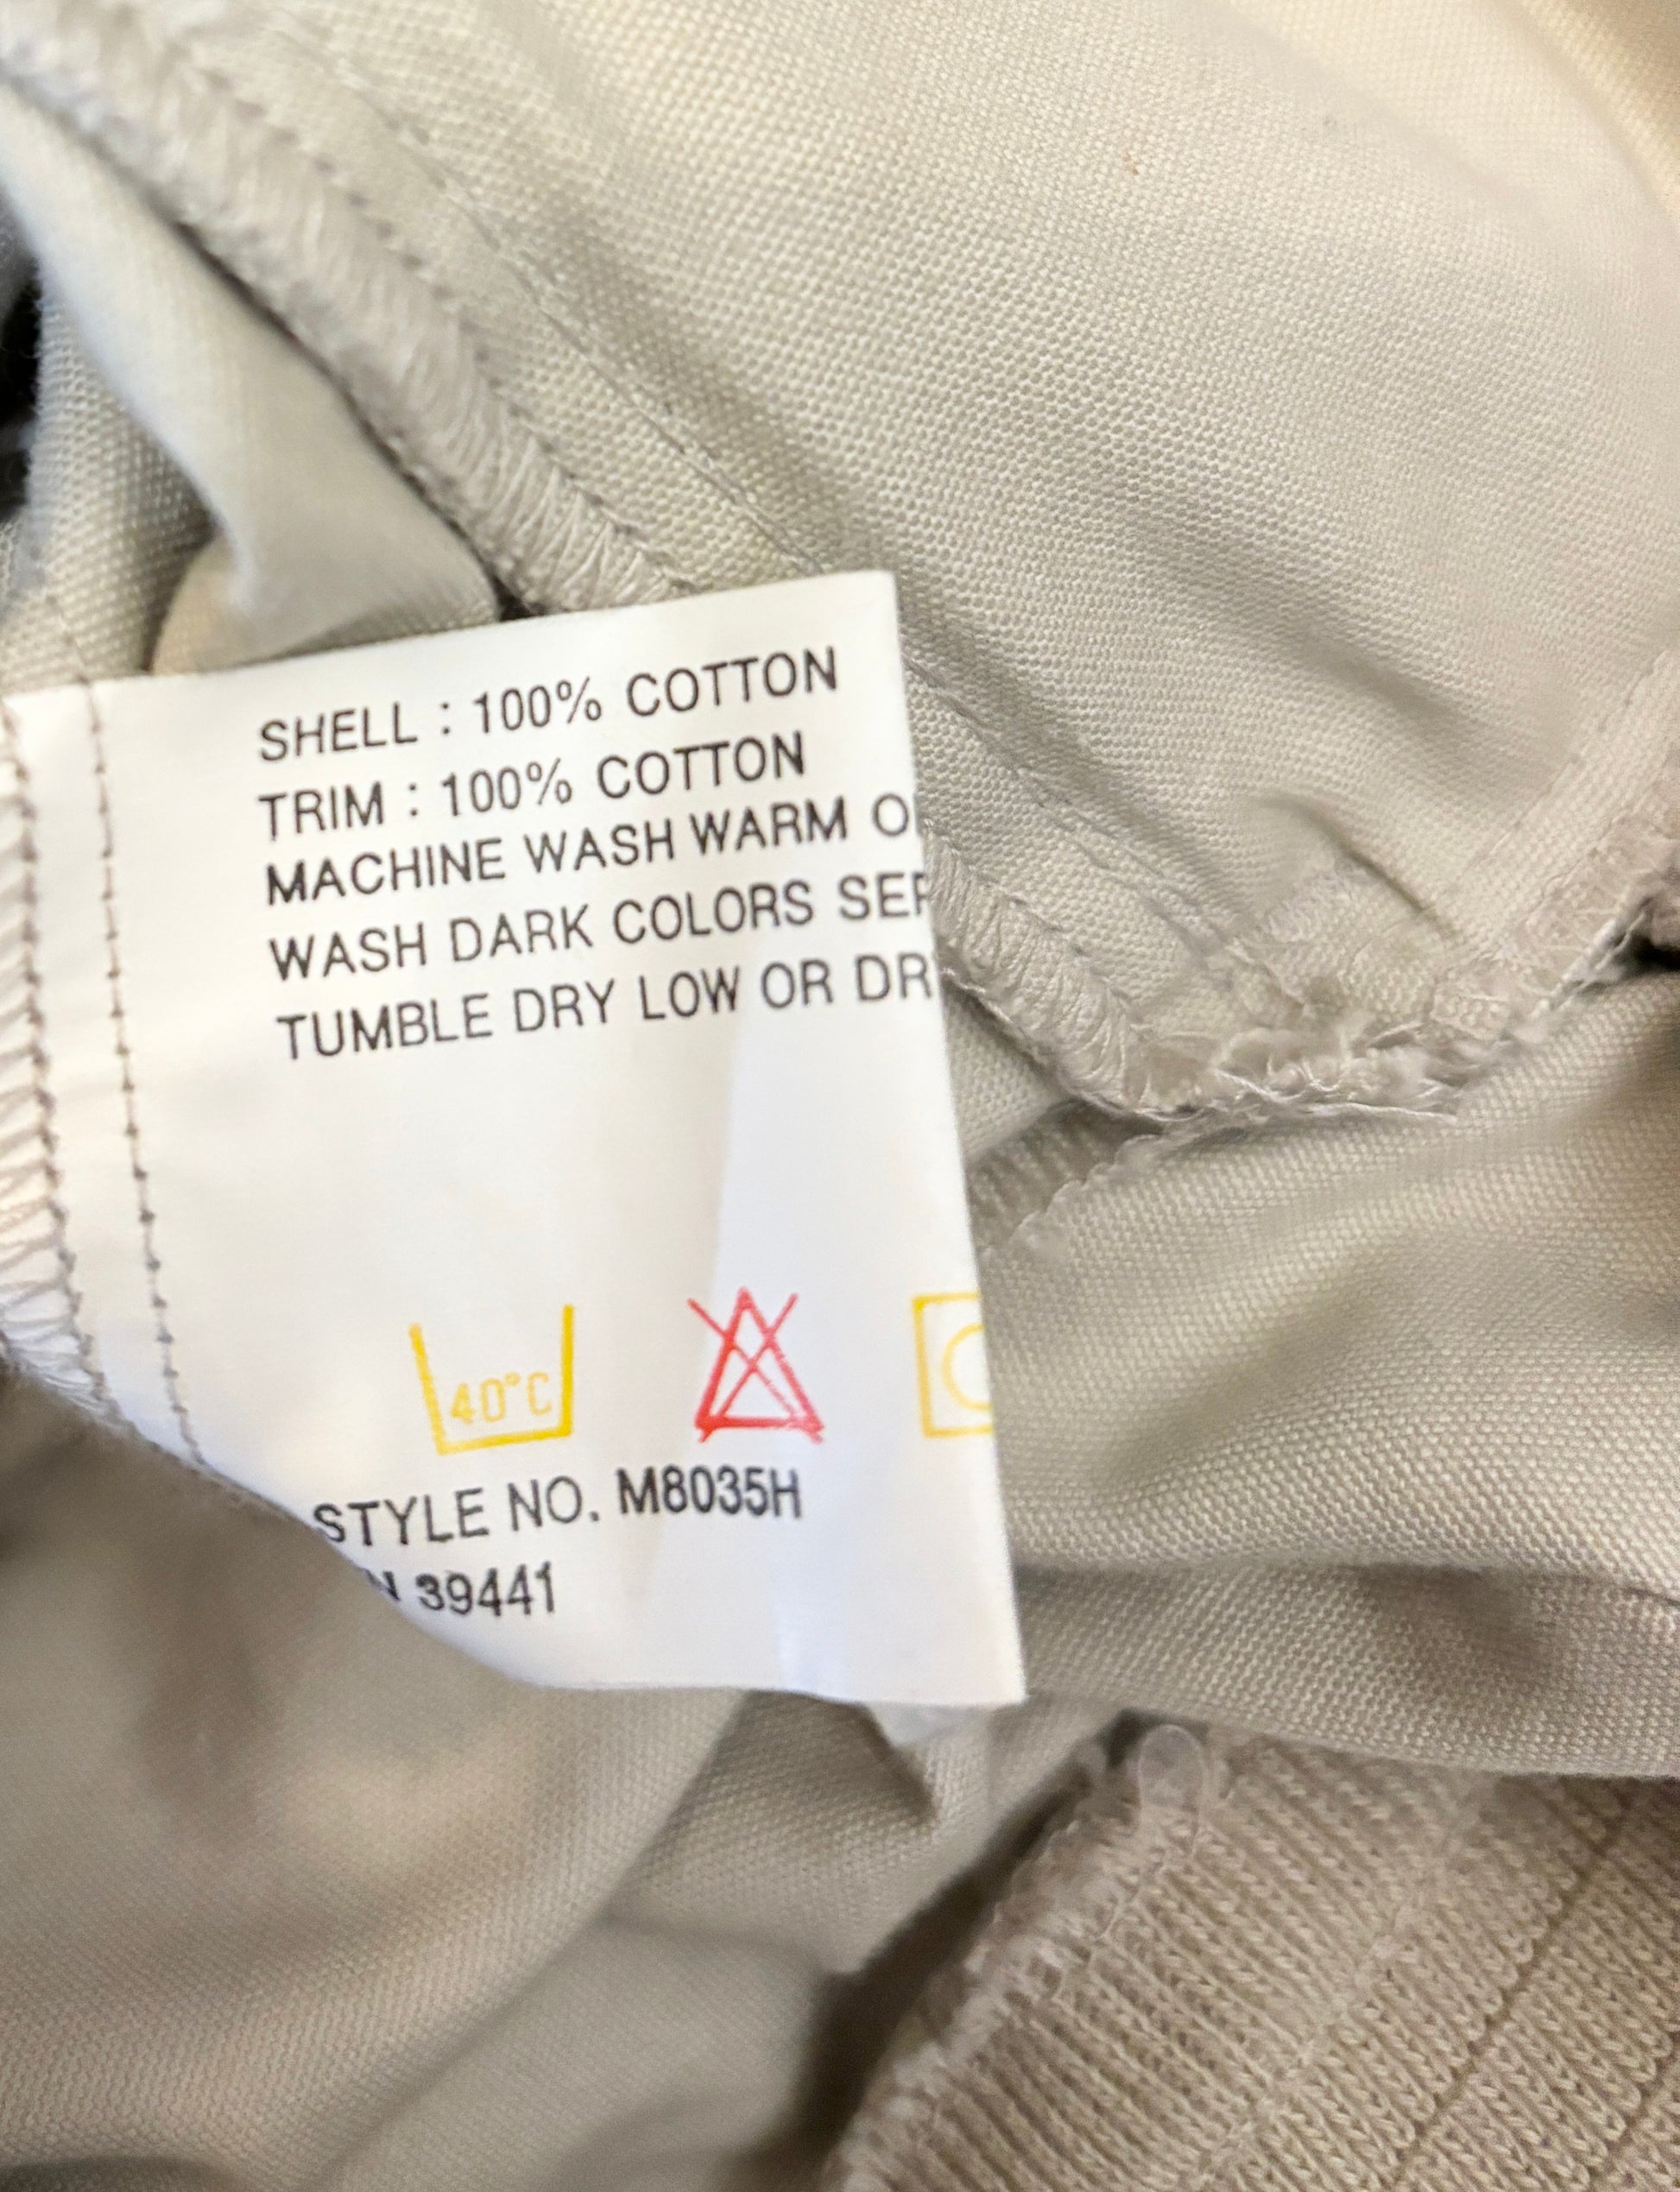 SHELL : 100% COTTON
TRIM : 100% COTTON
MACHINE WASH WARM
WASH DARK COLORS
TUMBLE DRY LOW OR
40°C
STYLE NO. M8035H
39441